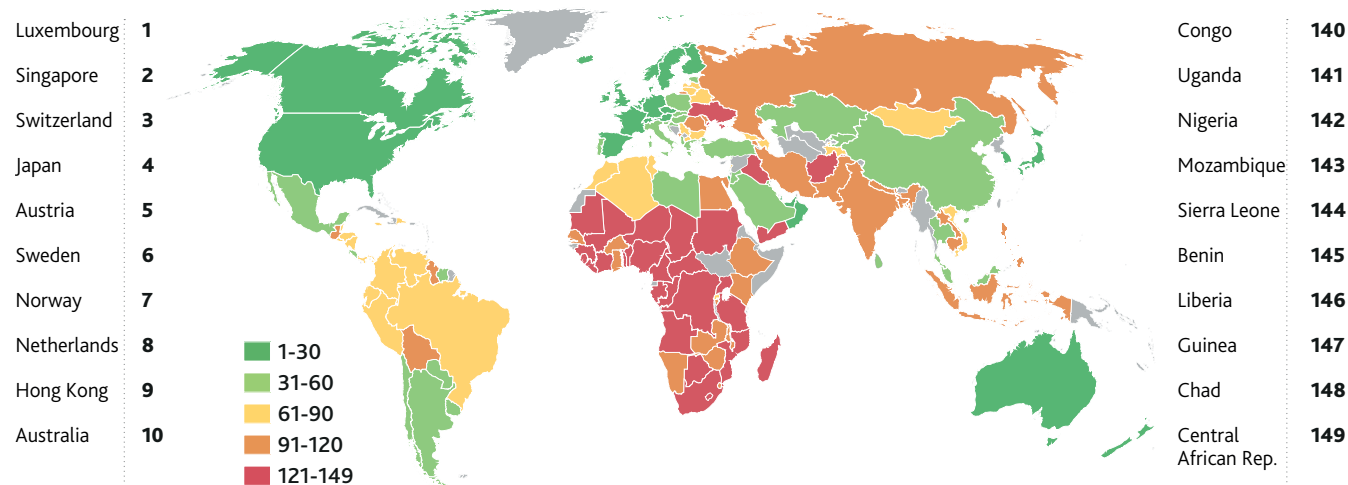 Luxembourg 1
Singapore 2
Switzerland 3
Japan 4
Austria 5
Sweden 6
Norway 7
Netherlands 8
Hong Kong 9
Australia 10
1-30
31-60
61-90
91-120
121-149
Congo 140
Uganda 141
Nigeria 142
Mozambique 143
Sierra Leone 144
Benin 145
Liberia 146
Guinea 147
Chad 148
Central 149
African Rep.